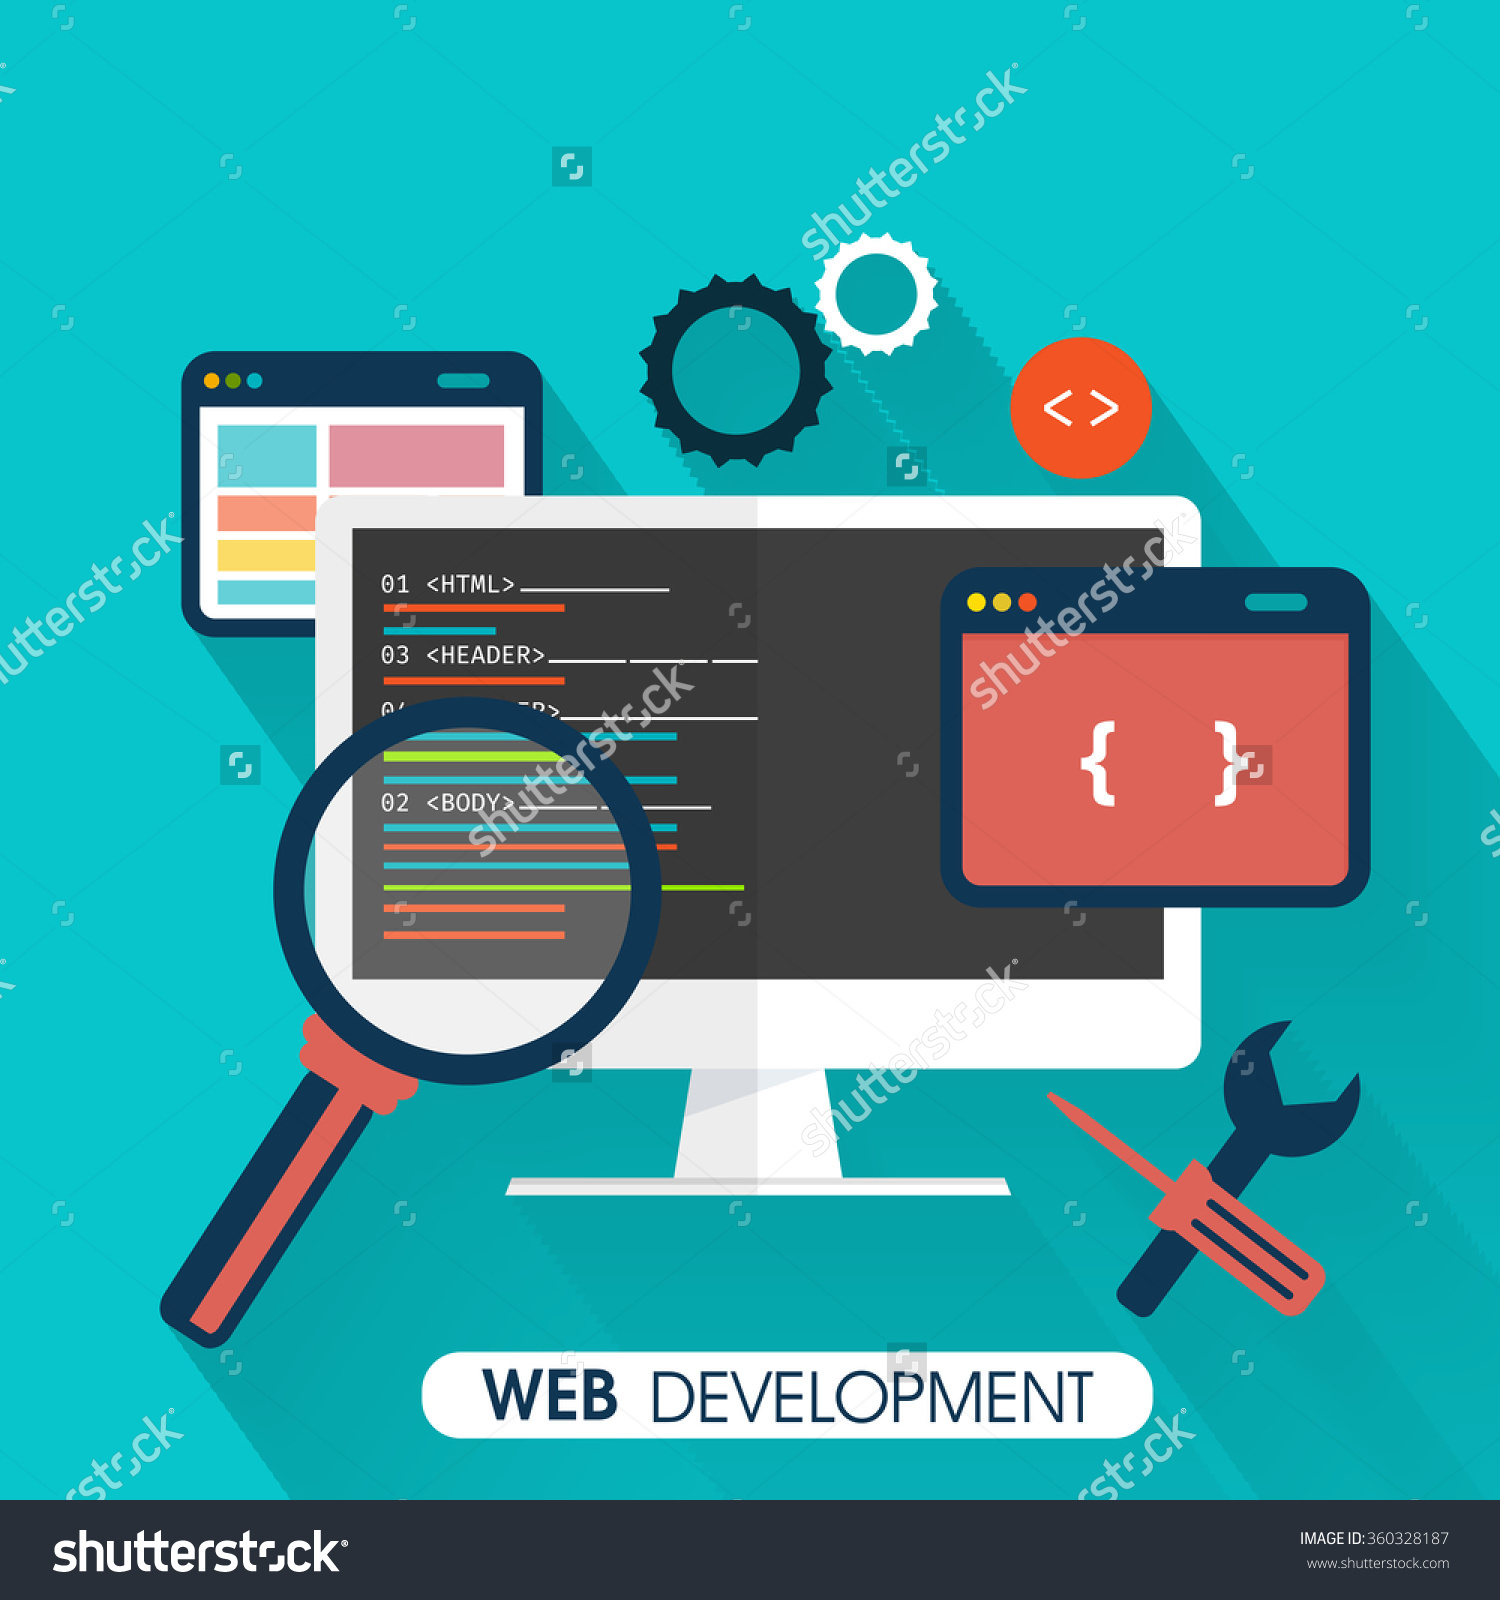 < >
01 <HTML>
03 <HEADER>
{ }
02 <BODY>
WEB DEVELOPMENT
shutterstock
IMAGE ID: 360328187
www.shutterstock.com